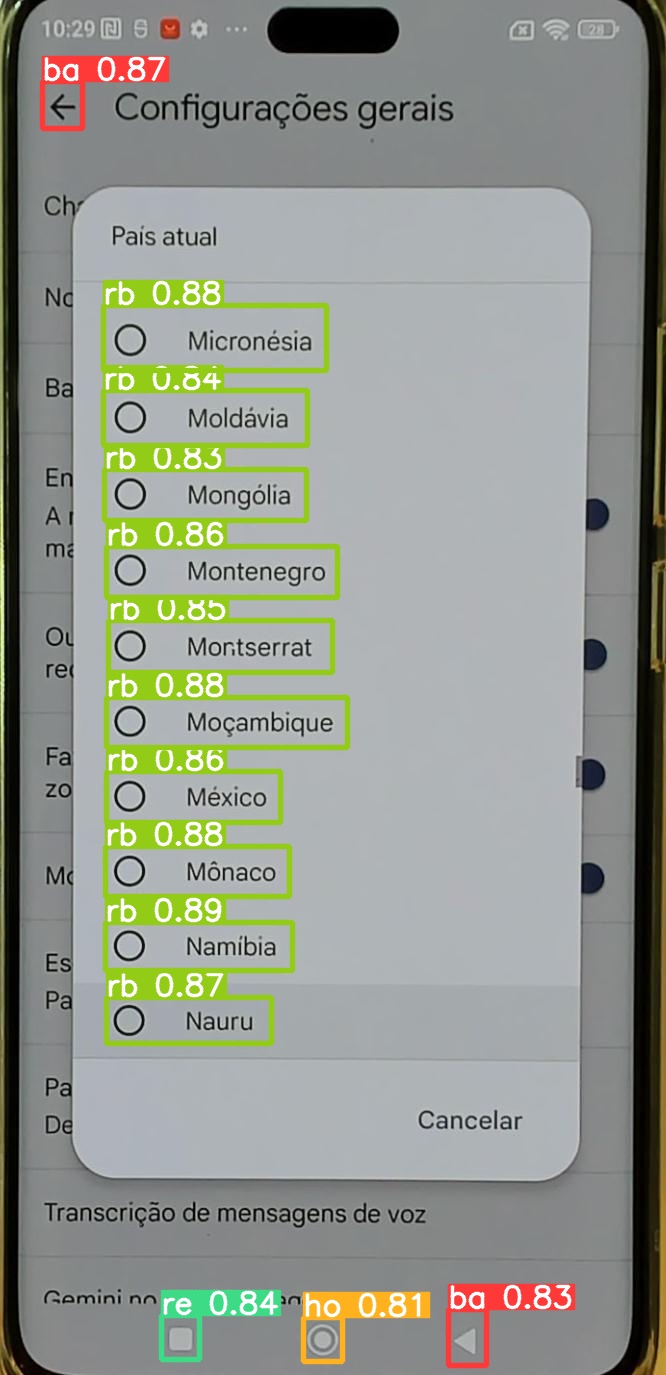 10:29 28
ba 0.87
Configurações gerais
Ch
País atual
No
rb 0.88
Micronésia
rb 0.84
Ba
Moldávia
rb 0.83
En
Mongólia
A r
rb 0.86
ma
Montenegro
rb 0.85
Ou
Montserrat
rec
rb 0.88
Moçambique
Fa
rb 0.86
zo
México
rb 0.88
Mo
Mônaco
rb 0.89
Namíbia
Es
rb 0.87
Pa
Nauru
Pa
De
Cancelar
Transcrição de mensagens de voz
Gemini no
re 0.84 ho 0.81 ba 0.83